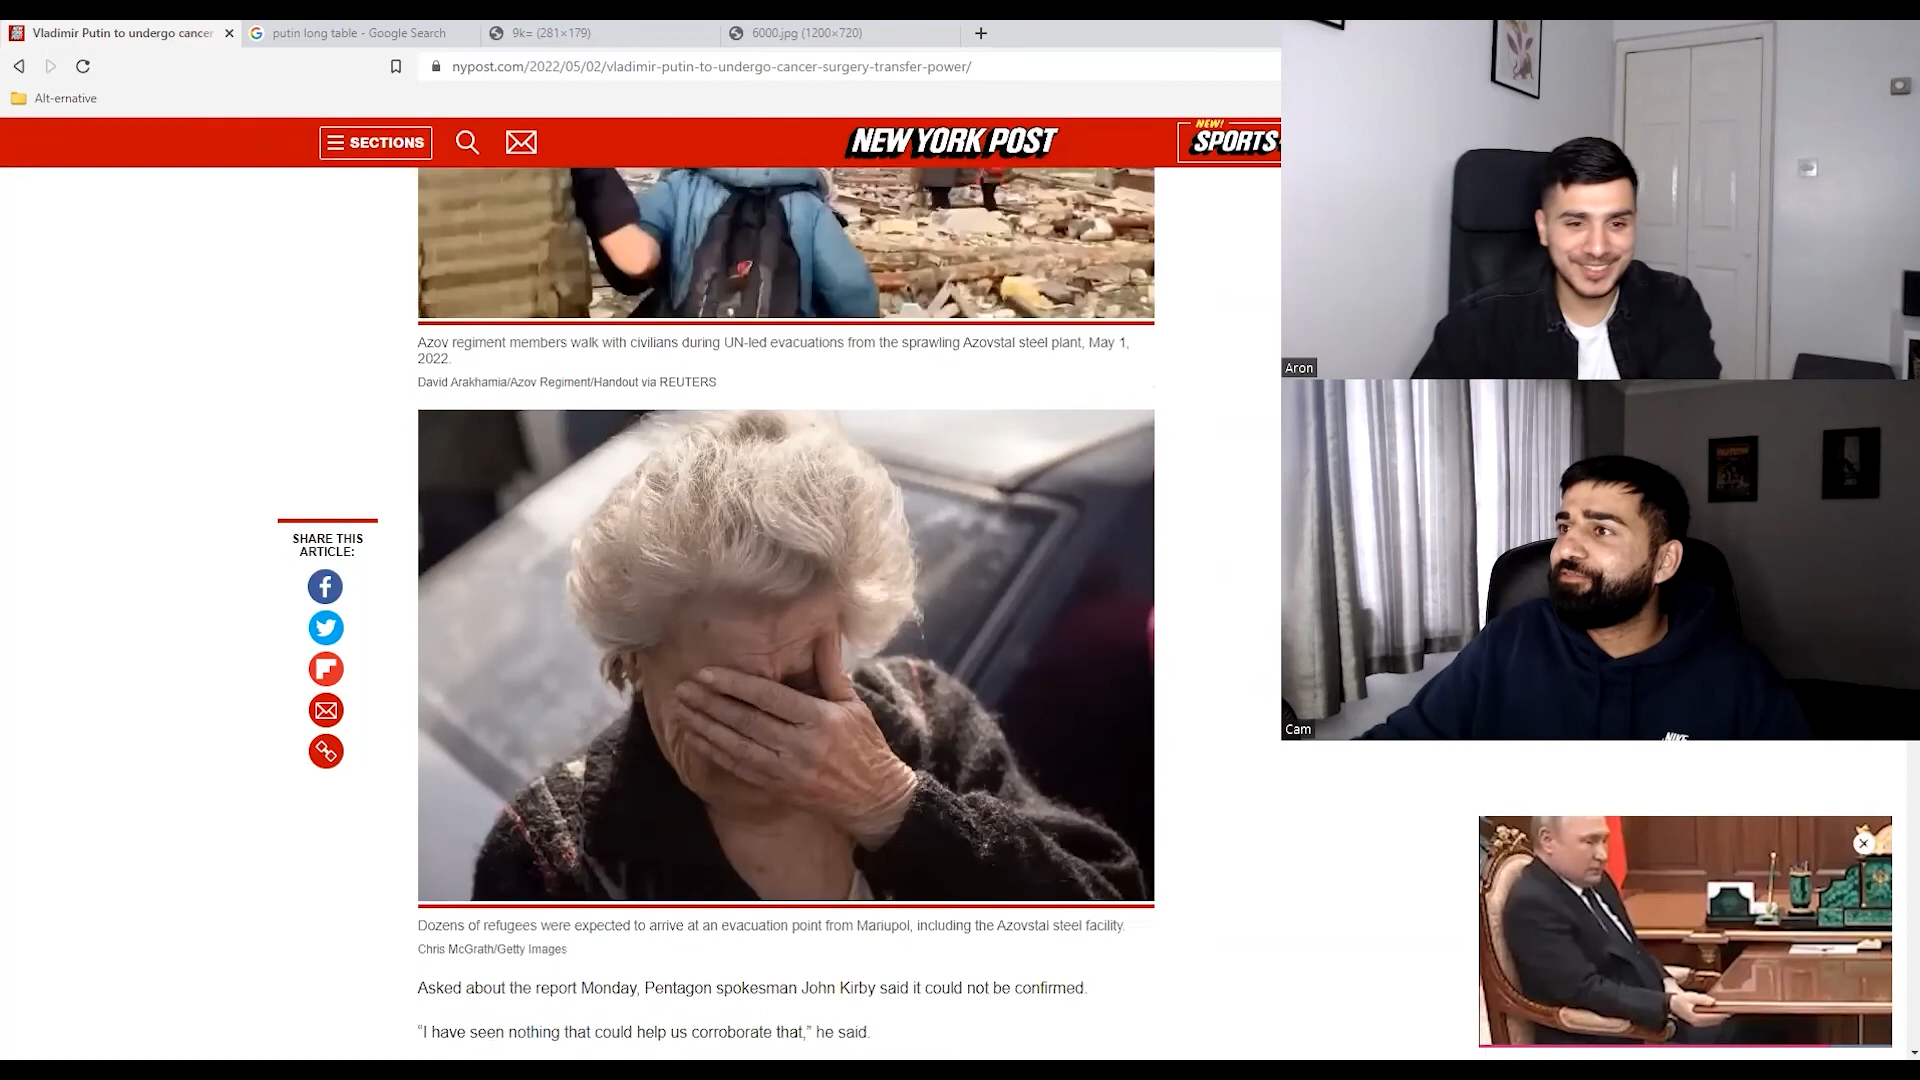 Vladimir Putin to undergo cancer
putin long table - Google Search
9k= (281×179)
6000.jpg (1200×720)
nypost.com/2022/05/02/vladimir-putin-to-undergo-cancer-surgery-transfer-power/
Alt-ernative
SECTIONS
NEW YORK POST
NEW!
SPORTS
Aron
Azov regiment members walk with civilians during UN-led evacuations from the sprawling Azovstal steel plant, May 1,
2022.
David Arakhamia/Azov Regiment/Handout via REUTERS
SHARE THIS
ARTICLE:
Cam
NIKE
Dozens of refugees were expected to arrive at an evacuation point from Mariupol, including the Azovstal steel facility.
Chris McGrath/Getty Images
Asked about the report Monday, Pentagon spokesman John Kirby said it could not be confirmed.
“I have seen nothing that could help us corroborate that,” he said.